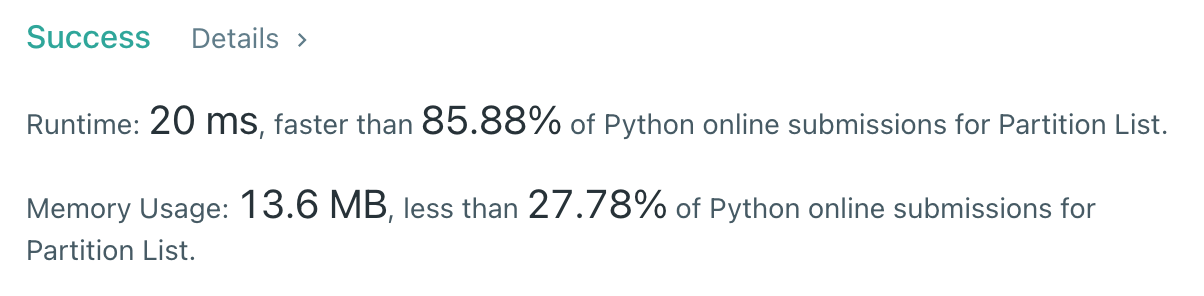 Success Details >
Runtime: 20 ms, faster than 85.88% of Python online submissions for Partition List.
Memory Usage: 13.6 MB, less than 27.78% of Python online submissions for
Partition List.